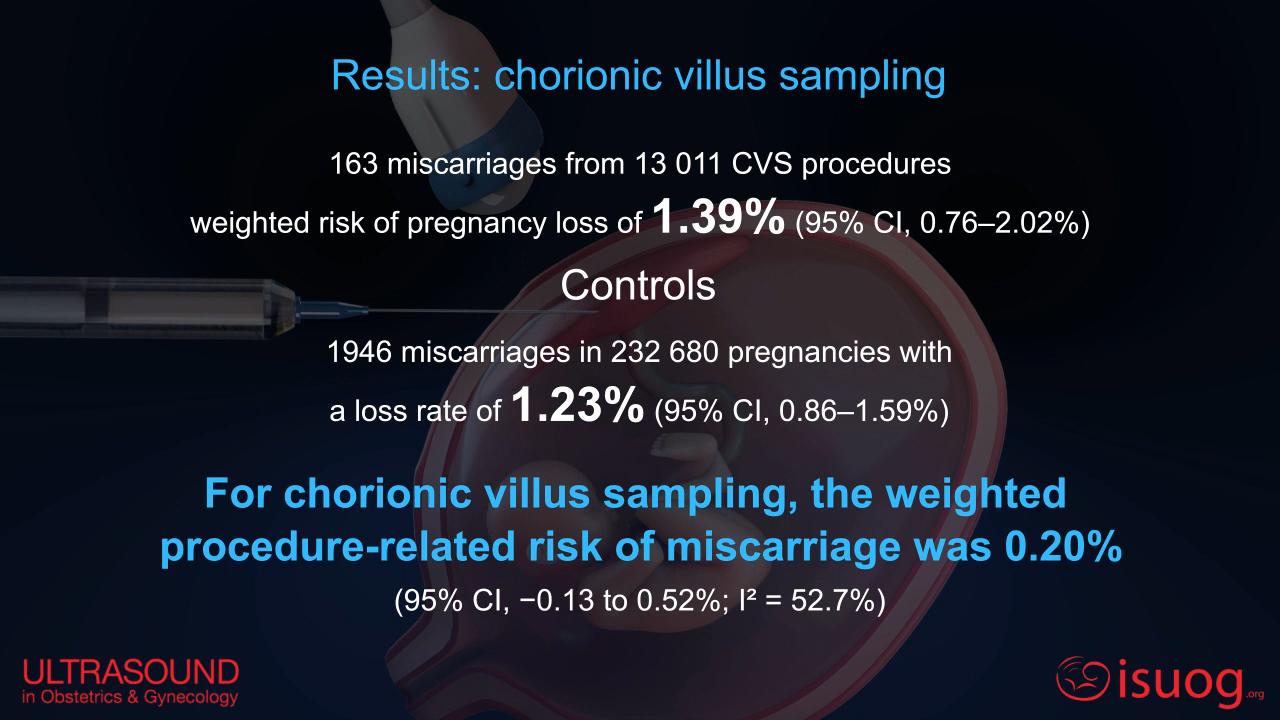 Results: chorionic villus sampling
163 miscarriages from 13 011 CVS procedures
weighted risk of pregnancy loss of 1.39% (95% CI, 0.76–2.02%)
Controls
1946 miscarriages in 232 680 pregnancies with
a loss rate of 1.23% (95% CI, 0.86–1.59%)
For chorionic villus sampling, the weighted
procedure-related risk of miscarriage was 0.20%
(95% CI, −0.13 to 0.52%; I² = 52.7%)
ULTRASOUND
in Obstetrics & Gynecology
isuog.org